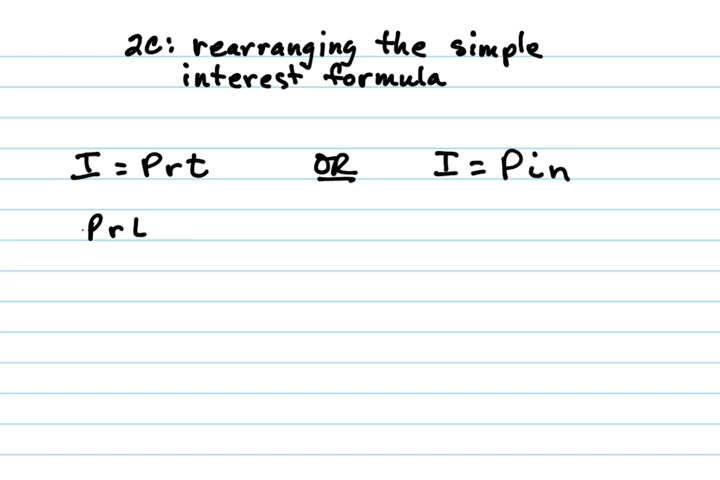 2C: rearranging the simple
interest formula
I = Prt OR I = Pin
PrL